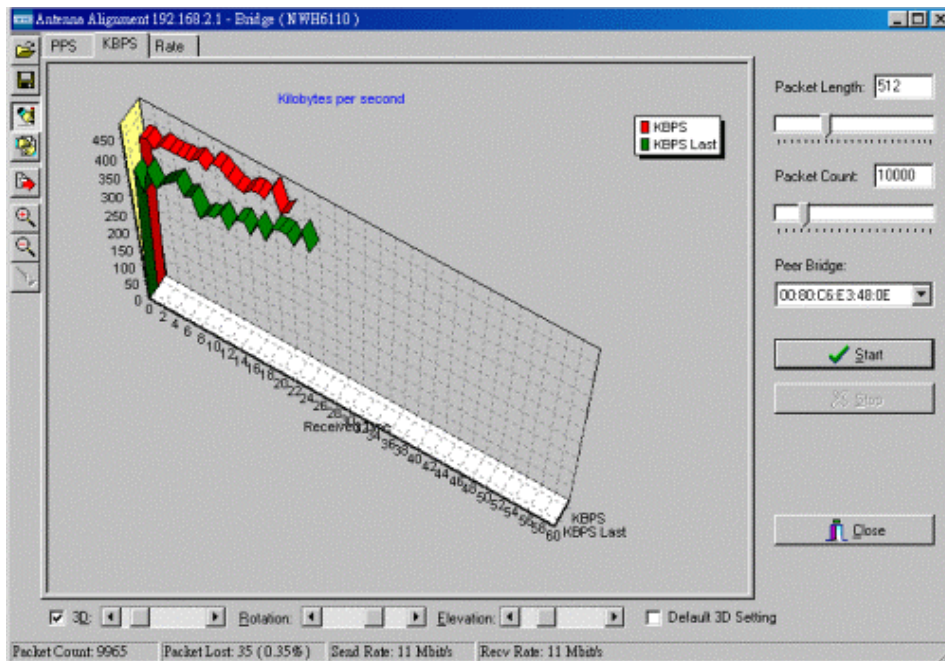 Antenna Alignment 192.168.2.1 - Bridge ( NWH6110 )
PPS KBPS Rate
Kilobytes per second
KBPS
KBPS Last
450
400
350
300
250
200
150
100
50
0
0 2 4 6 8 10 12 14 16 18 20 22 24 26 28 30 32 34 36 38 40 42 44 46 48 50 52 54 56 58 60
Received
KBPS
KBPS Last
Packet Length: 512
Packet Count: 10000
Peer Bridge:
00:80:C6:E3:48:0E
Start
Stop
Close
3D: Rotation: Elevation: Default 3D Setting
Packet Count: 9965 Packet Lost: 35 ( 0.35% ) Send Rate: 11 Mbit/s Recv Rate: 11 Mbit/s